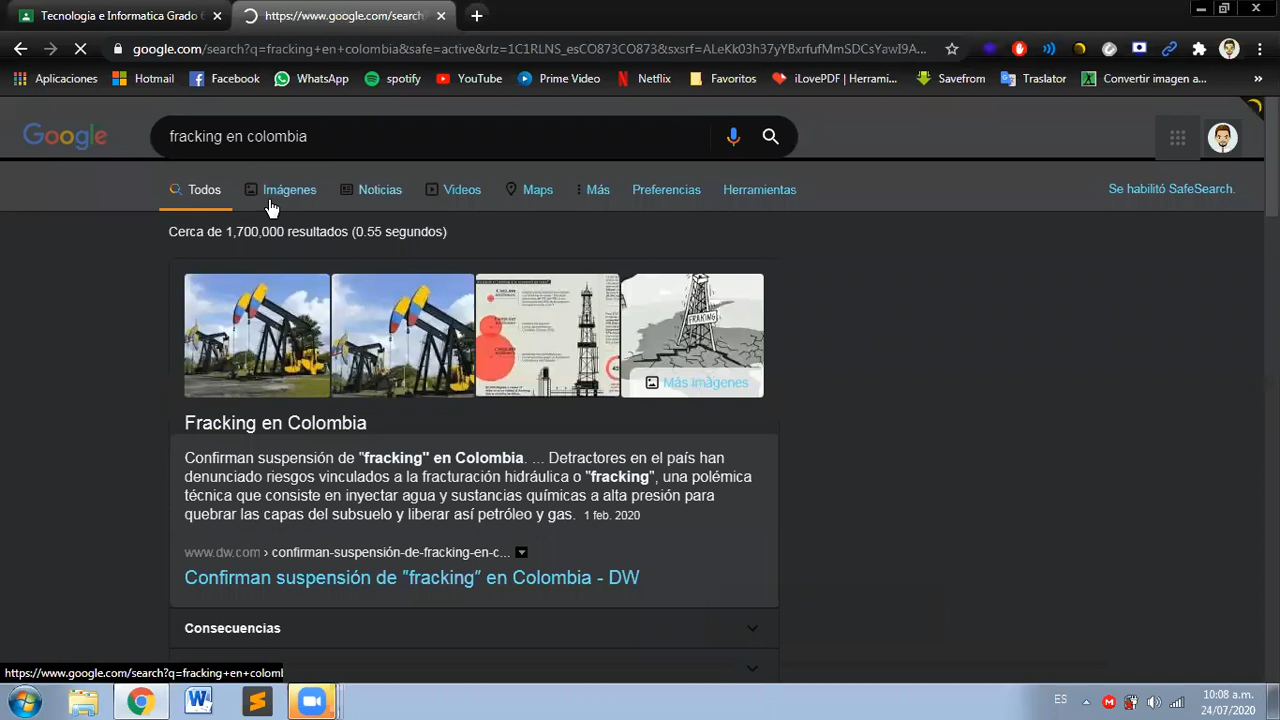 Tecnologia e Informatica Grado 6
https://www.google.com/search
google.com/search?q=fracking+en+colombia&safe=active&rlz=1C1RLNS_esCO873CO873&sxsrf=ALeKk03h37yYBxrfufMmSDCsYawI9A...
Aplicaciones Hotmail Facebook WhatsApp spotify YouTube Prime Video Netflix Favoritos iLovePDF | Herrami... Savefrom Traslator Convertir imagen a... »
Google fracking en colombia
Todos Imágenes Noticias Videos Maps Más Preferencias Herramientas Se habilitó SafeSearch.
Cerca de 1,700,000 resultados (0.55 segundos)
FRACKING
Más imágenes
Fracking en Colombia
Confirman suspensión de "fracking" en Colombia. ... Detractores en el país han
denunciado riesgos vinculados a la fracturación hidráulica o "fracking", una polémica
técnica que consiste en inyectar agua y sustancias químicas a alta presión para
quebrar las capas del subsuelo y liberar así petróleo y gas. 1 feb. 2020
www.dw.com › confirman-suspensión-de-fracking-en-c...
Confirman suspensión de "fracking" en Colombia - DW
Consecuencias
https://www.google.com/search?q=fracking+en+colombi
ES 10:08 a.m.
24/07/2020